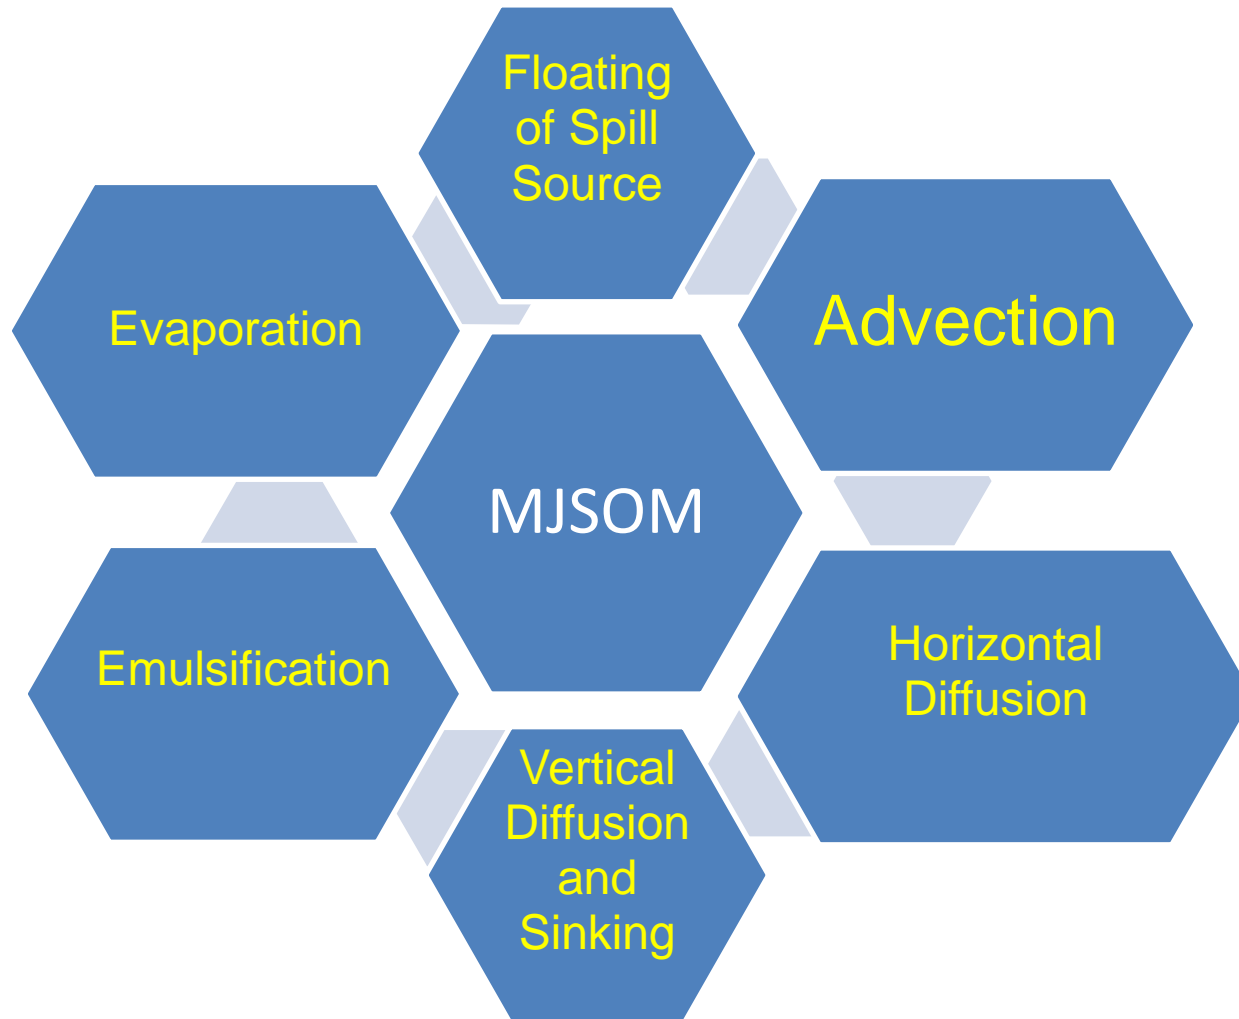 Floating
of Spill
Source
Evaporation
Advection
MJSOM
Emulsification
Horizontal
Diffusion
Vertical
Diffusion
and
Sinking